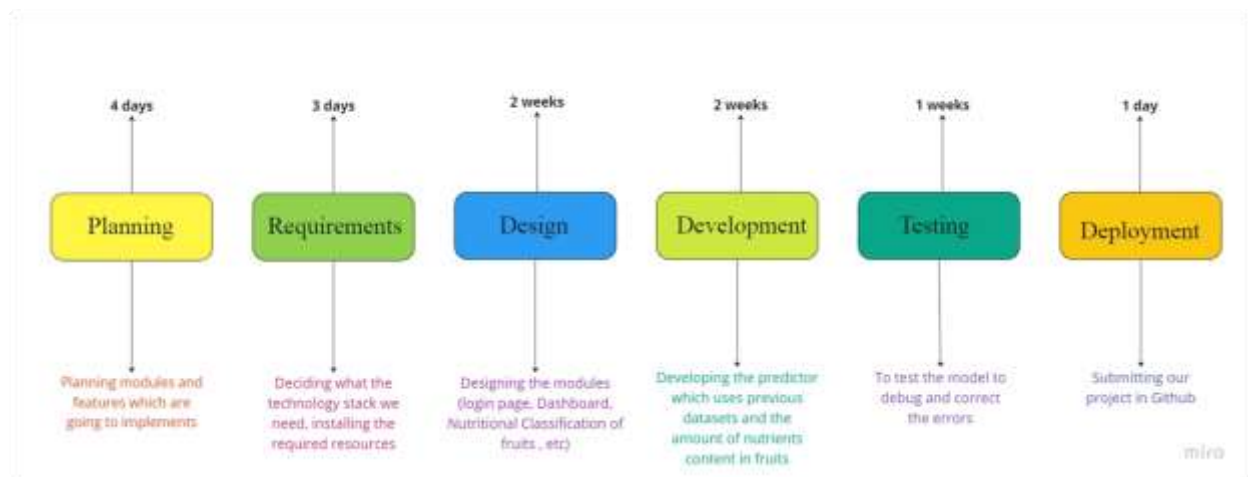 4 days
3 days
2 weeks
2 weeks
1 weeks
1 day
Planning
Requirements
Design
Development
Testing
Deployment
Planning modules and
features which are
going to implements
Deciding what the
technology stack we
need, installing the
required resources
Designing the modules
(login page, Dashboard,
Nutritional Classification of
fruits , etc)
Developing the predictor
which uses previous
datasets and the
amount of nutrients
content in fruits
To test the model to
debug and correct
the errors
Submitting our
project in Github
miro